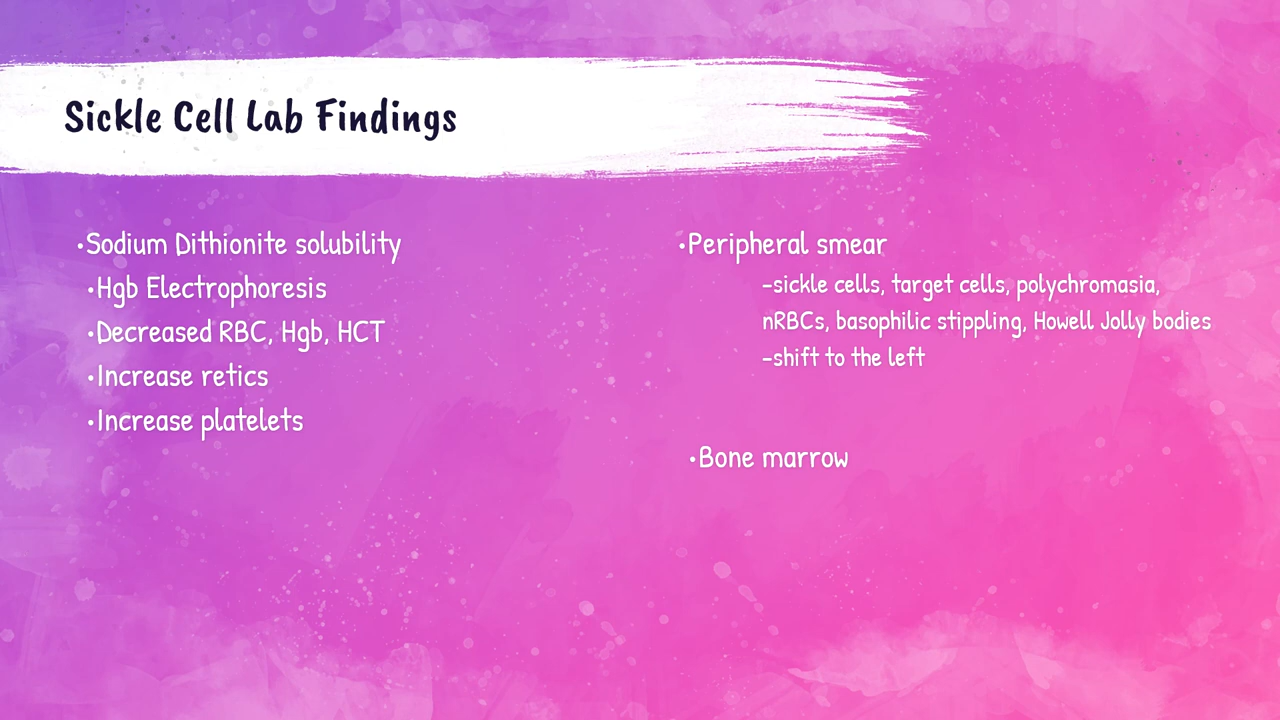 Sickle Cell Lab Findings
•Sodium Dithionite solubility
•Hgb Electrophoresis
•Decreased RBC, Hgb, HCT
•Increase retics
•Increase platelets
•Peripheral smear
–sickle cells, target cells, polychromasia,
nRBCs, basophilic stippling, Howell Jolly bodies
–shift to the left
•Bone marrow